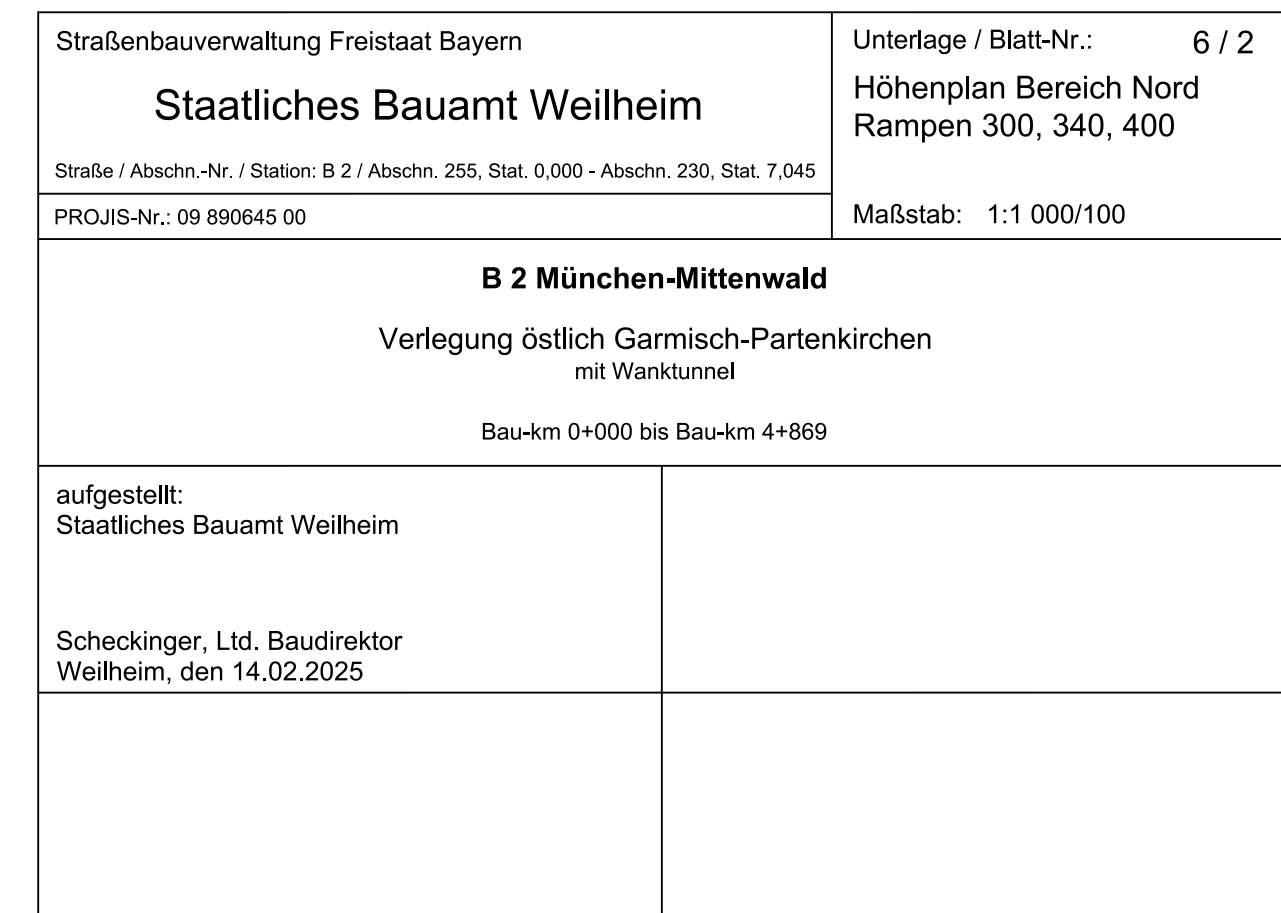 Straßenbauverwaltung Freistaat Bayern
Staatliches Bauamt Weilheim
Straße / Abschn.-Nr. / Station: B 2 / Abschn. 255, Stat. 0,000 - Abschn. 230, Stat. 7,045
PROJIS-Nr.: 09 890645 00
Unterlage / Blatt-Nr.: 6 / 2
Höhenplan Bereich Nord
Rampen 300, 340, 400
Maßstab: 1:1 000/100
B 2 München-Mittenwald
Verlegung östlich Garmisch-Partenkirchen
mit Wanktunnel
Bau-km 0+000 bis Bau-km 4+869
aufgestellt:
Staatliches Bauamt Weilheim
Scheckinger, Ltd. Baudirektor
Weilheim, den 14.02.2025